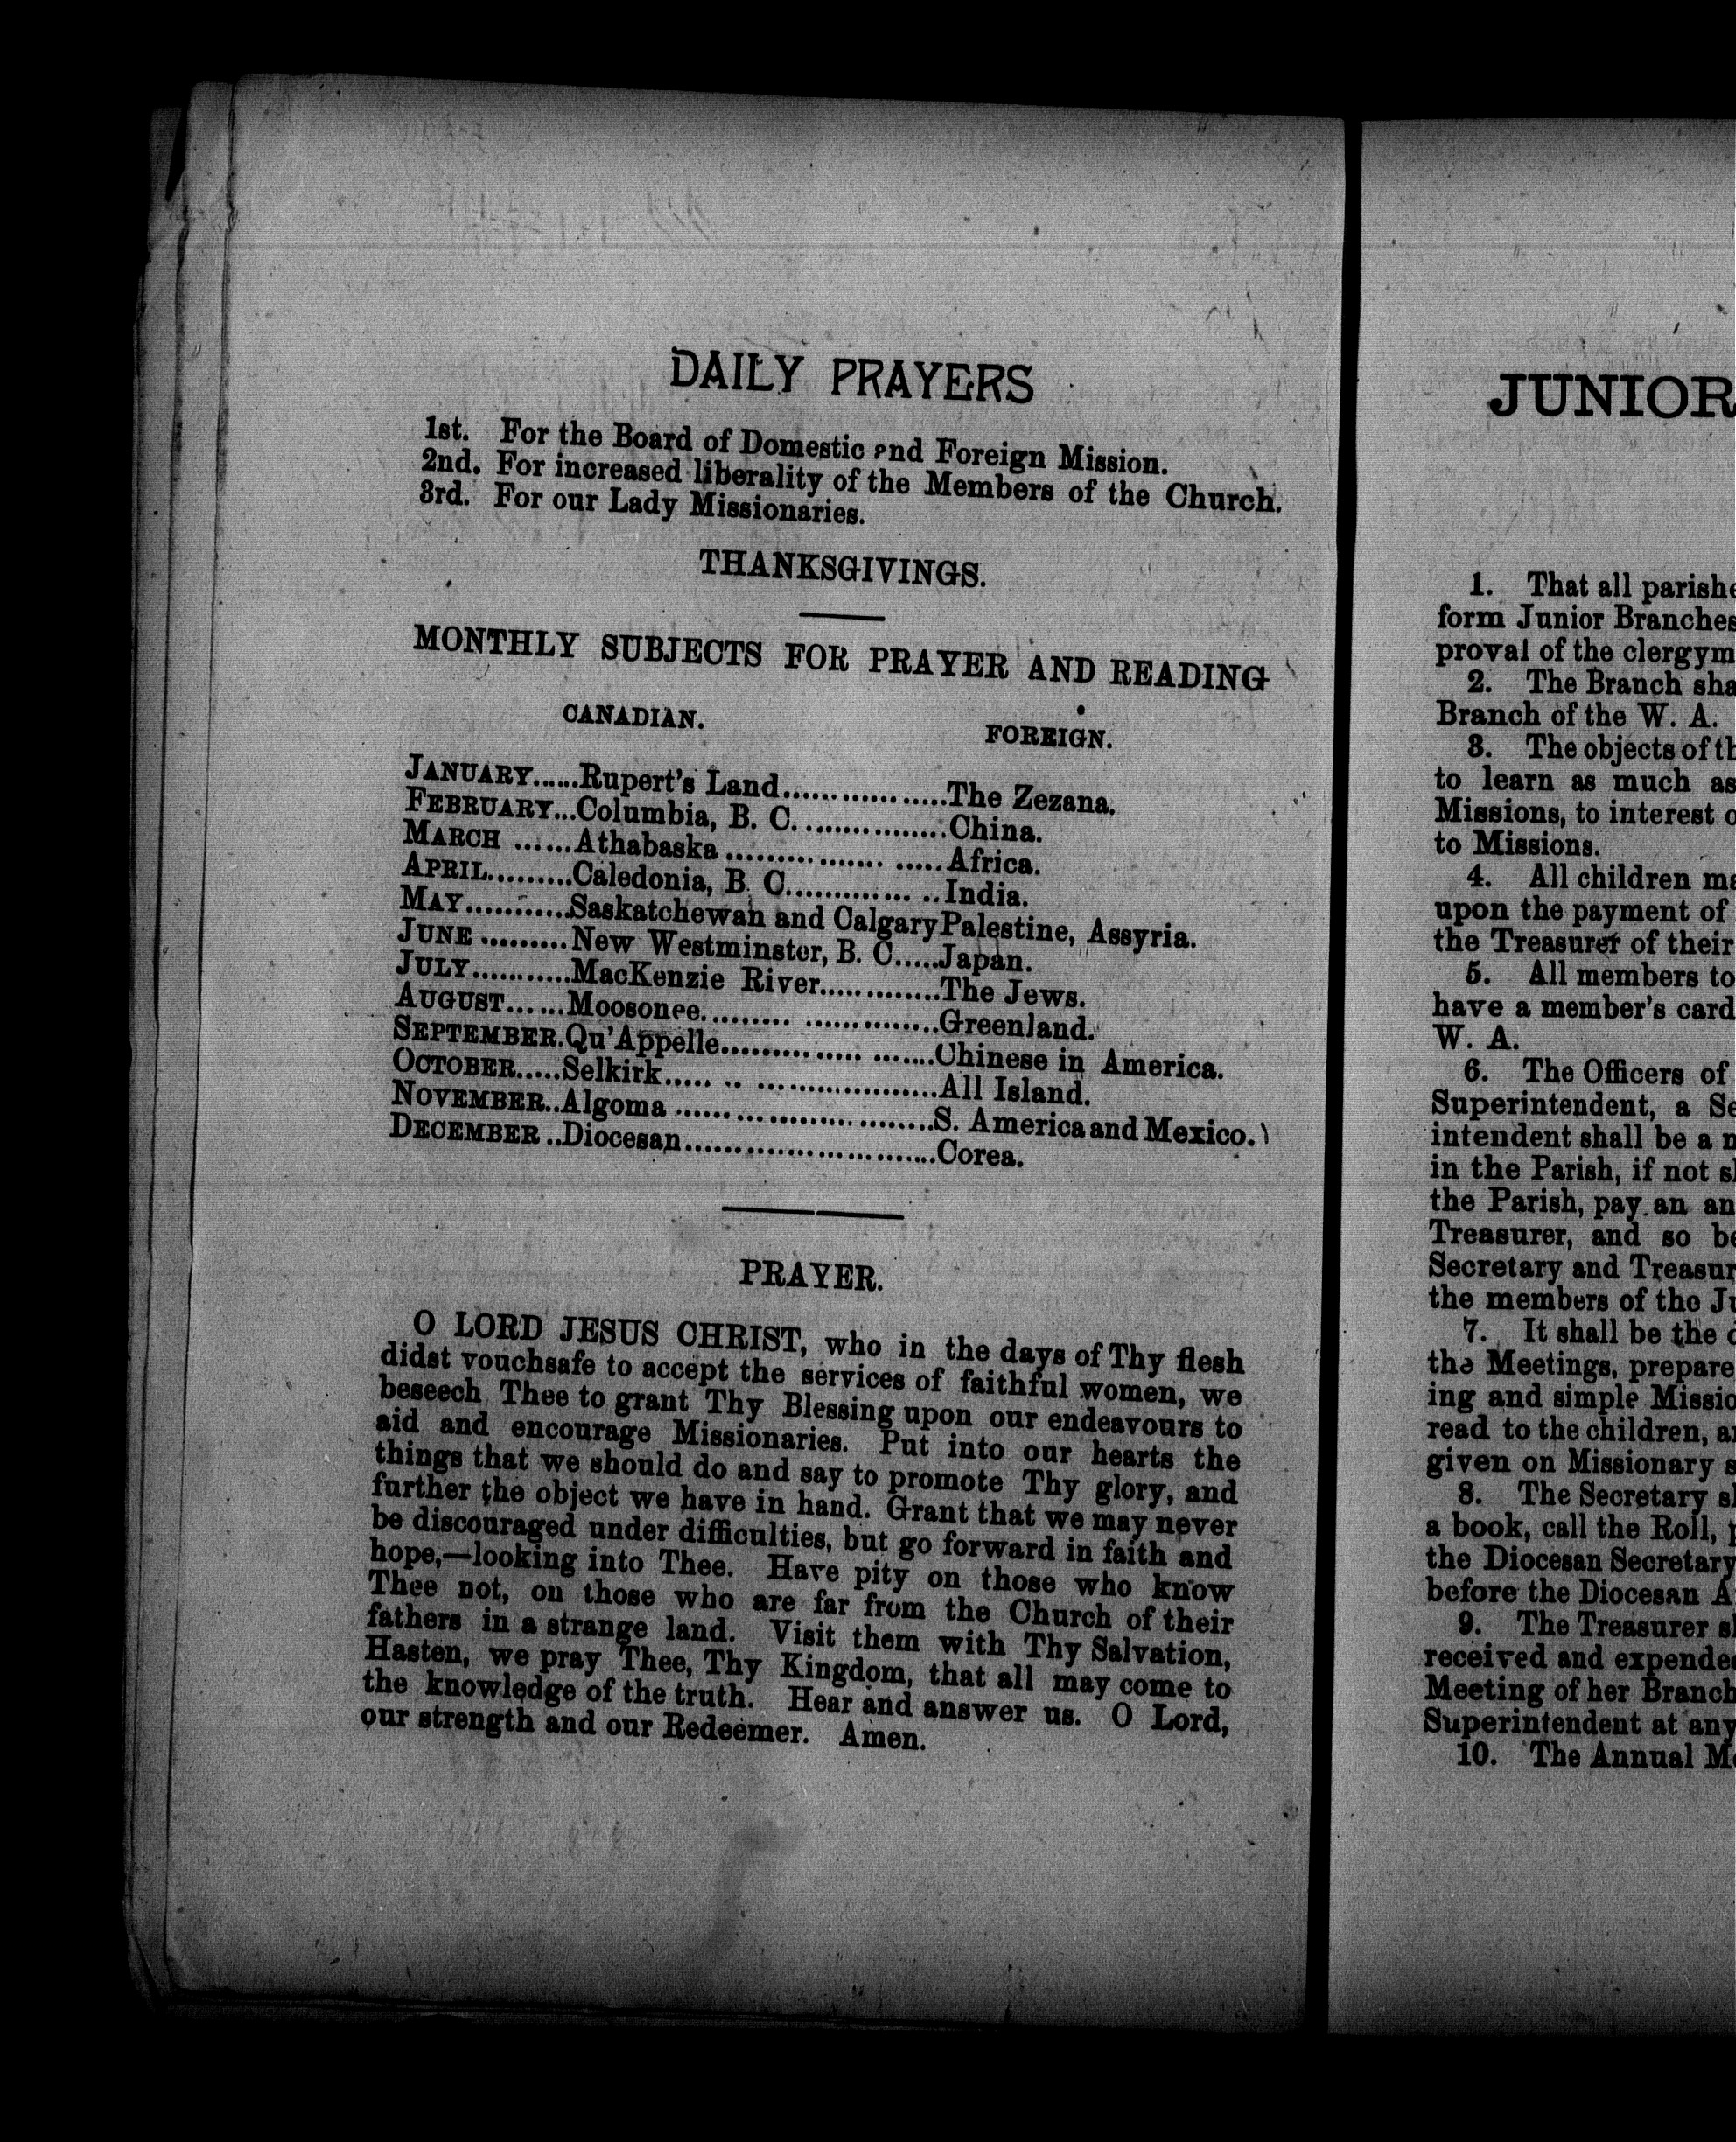 DAILY PRAYERS
1st. For the Board of Domestic and Foreign Mission.
2nd. For increased liberality of the Members of the Church.
3rd. For our Lady Missionaries.
THANKSGIVINGS.
MONTHLY SUBJECTS FOR PRAYER AND READING
CANADIAN. FOREIGN.
JANUARY......Rupert's Land..................The Zezana.
FEBRUARY...Columbia, B. C.................China.
MARCH ......Athabaska ..................... .....Africa.
APRIL.........Caledonia, B. C............. ..India.
MAY............Saskatchewan and Calgary Palestine, Assyria.
JUNE .........New Westminster, B. C.....Japan.
JULY...........MacKenzie River..............The Jews.
AUGUST......Moosonee......... ..............Greenland.
SEPTEMBER.Qu'Appelle............... .......Chinese in America.
OCTOBER.....Selkirk..... .. .......................All Island.
NOVEMBER..Algoma ..........................S. America and Mexico.
DECEMBER..Diocesan..........................Corea.
PRAYER.
O LORD JESUS CHRIST, who in the days of Thy flesh
didst vouchsafe to accept the services of faithful women, we
beseech Thee to grant Thy Blessing upon our endeavours to
aid and encourage Missionaries. Put into our hearts the
things that we should do and say to promote Thy glory, and
further the object we have in hand. Grant that we may never
be discouraged under difficulties, but go forward in faith and
hope,—looking into Thee. Have pity on those who know
Thee not, on those who are far from the Church of their
fathers in a strange land. Visit them with Thy Salvation,
Hasten, we pray Thee, Thy Kingdom, that all may come to
the knowledge of the truth. Hear and answer us. O Lord,
our strength and our Redeemer. Amen.
JUNIOR
1. That all parishe
form Junior Branches
proval of the clergym
2. The Branch sha
Branch of the W. A.
3. The objects of th
to learn as much as
Missions, to interest o
to Missions.
4. All children ma
upon the payment of
the Treasurer of their
5. All members to
have a member's card
W. A.
6. The Officers of
Superintendent, a Se
intendent shall be a m
in the Parish, if not sh
the Parish, pay an an
Treasurer, and so be
Secretary and Treasur
the members of the Ju
7. It shall be the d
the Meetings, prepare
ing and simple Missio
read to the children, an
given on Missionary s
8. The Secretary sh
a book, call the Roll,
the Diocesan Secretary
before the Diocesan A
9. The Treasurer sh
received and expende
Meeting of her Branch
Superintendent at any
10. The Annual Me